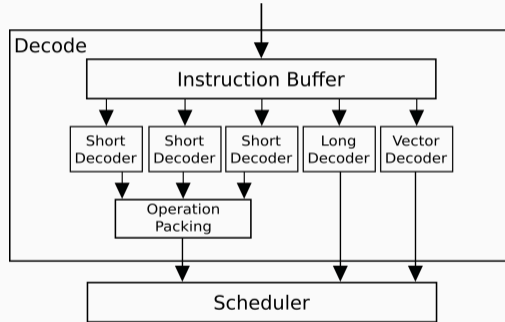 Decode
Instruction Buffer
Short
Decoder
Short
Decoder
Short
Decoder
Long
Decoder
Vector
Decoder
Operation
Packing
Scheduler